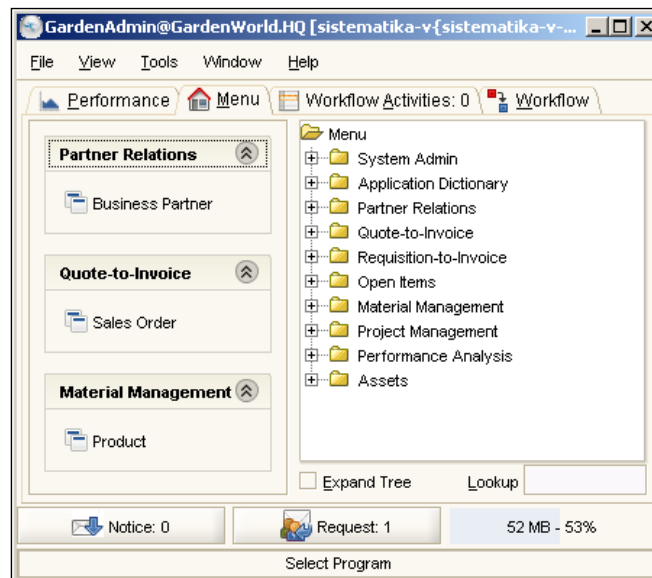 GardenAdmin@GardenWorld.HQ [sistematika-v{sistematika-v-...
File View Tools Window Help
Performance Menu Workflow Activities: 0 Workflow
Partner Relations
Business Partner
Quote-to-Invoice
Sales Order
Material Management
Product
Menu
System Admin
Application Dictionary
Partner Relations
Quote-to-Invoice
Requisition-to-Invoice
Open Items
Material Management
Project Management
Performance Analysis
Assets
Expand Tree Lookup
Notice: 0 Request: 1 52 MB - 53%
Select Program